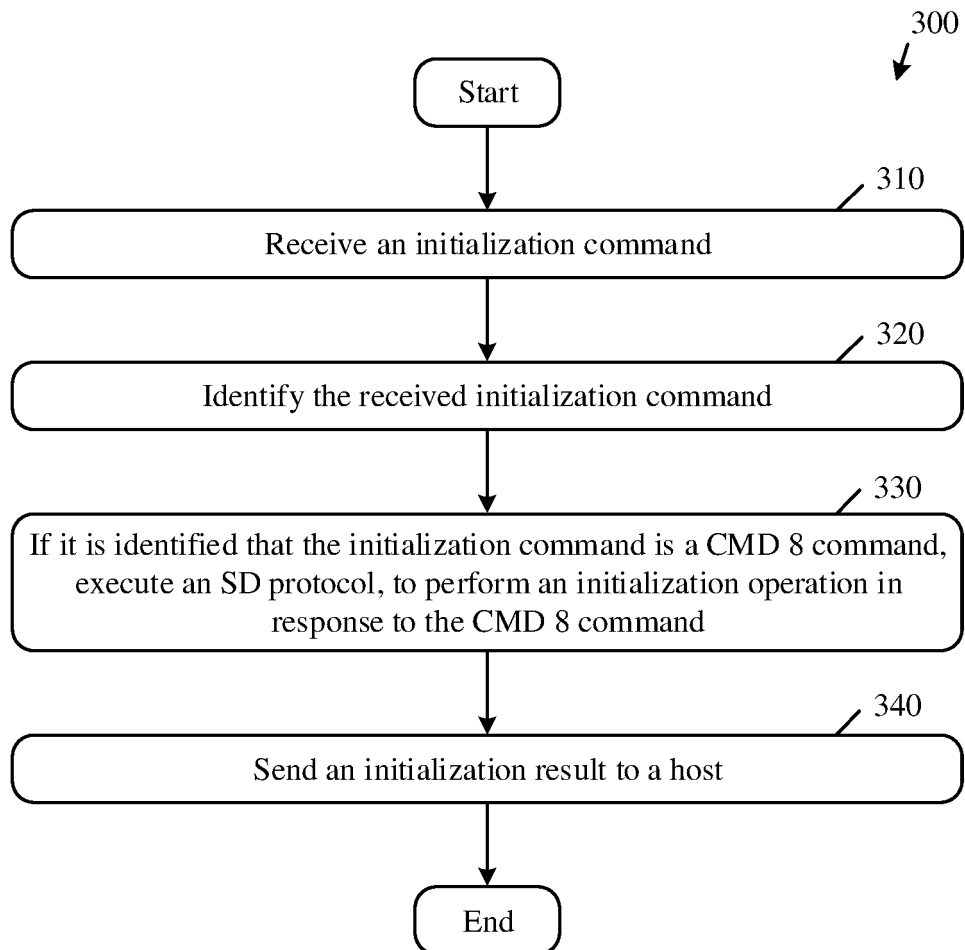 300
Start
310
Receive an initialization command
320
Identify the received initialization command
330
If it is identified that the initialization command is a CMD 8 command,
execute an SD protocol, to perform an initialization operation in
response to the CMD 8 command
340
Send an initialization result to a host
End